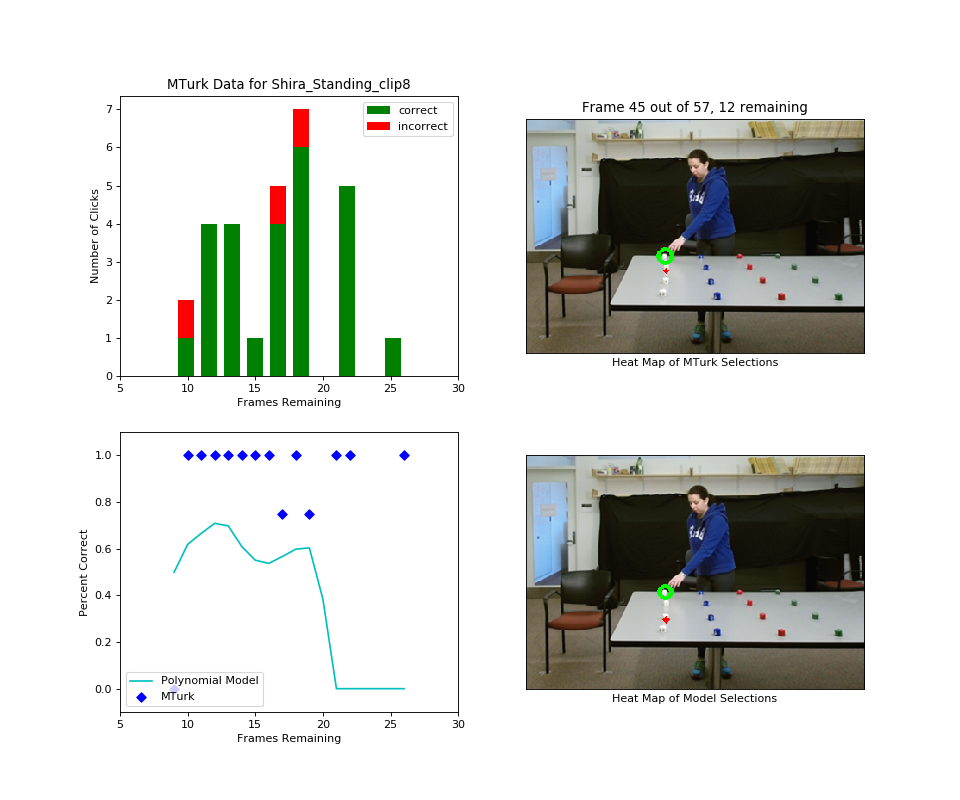 MTurk Data for Shira_Standing_clip8
7
6
5
4
3
2
1
0
Number of Clicks
correct
incorrect
5 10 15 20 25 30
Frames Remaining
Frame 45 out of 57, 12 remaining
Heat Map of MTurk Selections
1.0
0.8
0.6
0.4
0.2
0.0
Percent Correct
Polynomial Model
MTurk
5 10 15 20 25 30
Frames Remaining
Heat Map of Model Selections